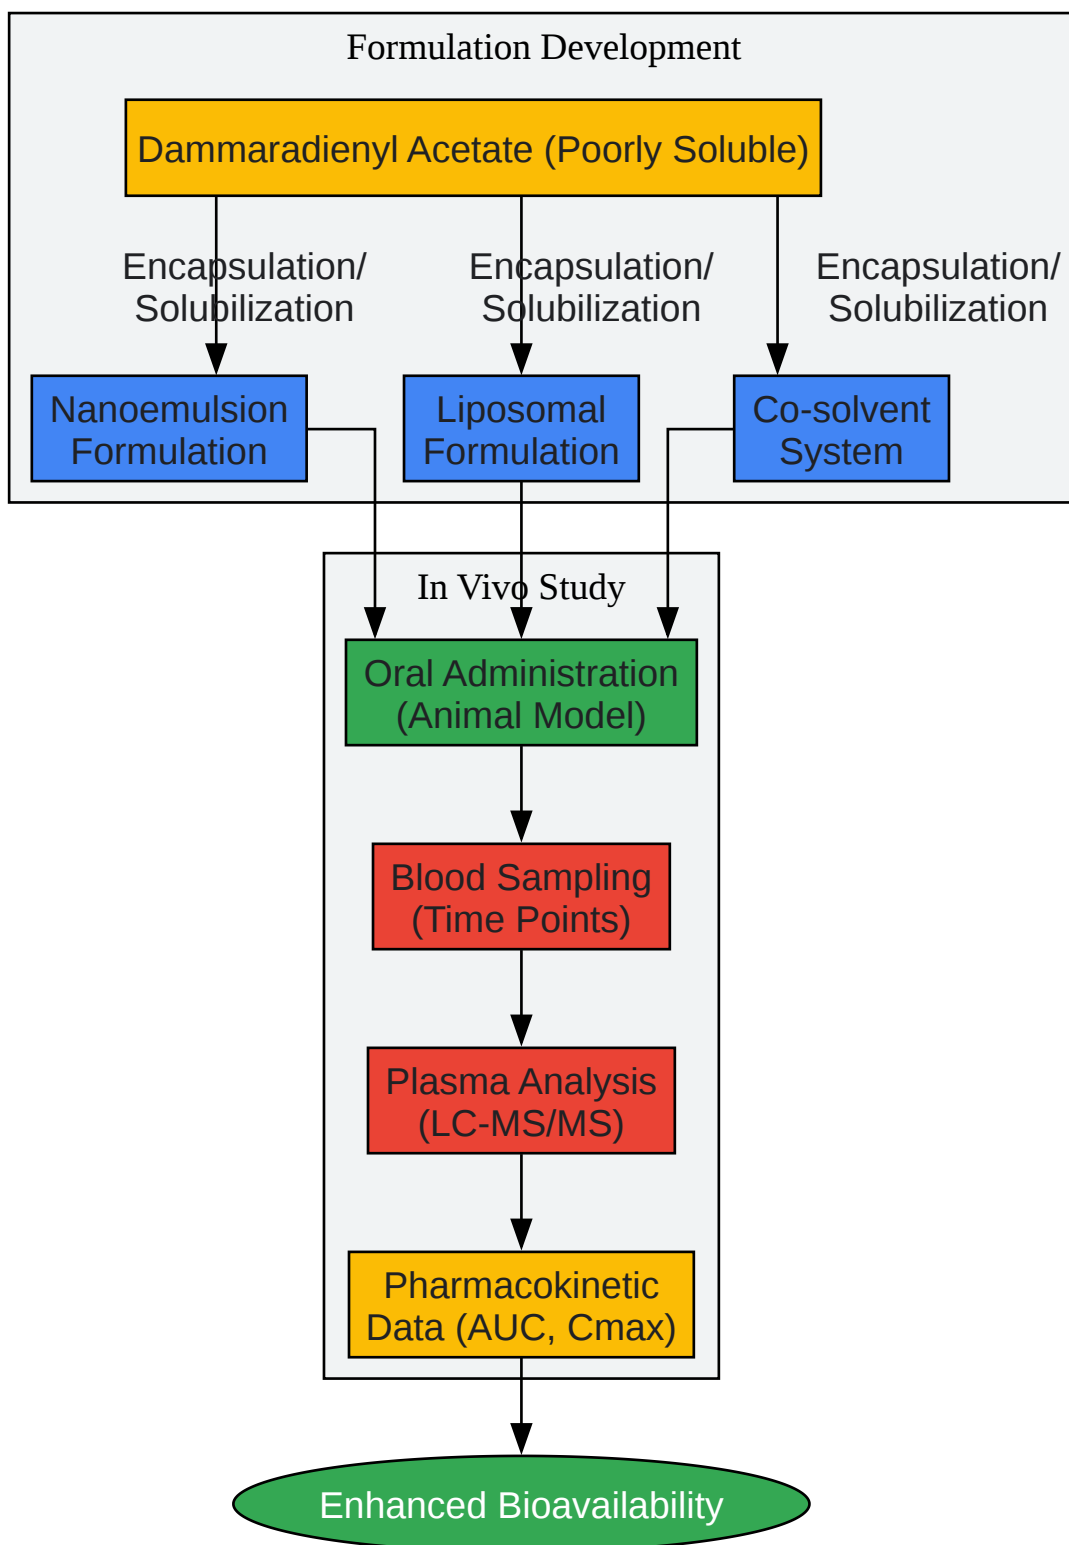 Formulation Development
Dammaradienyl Acetate (Poorly Soluble)
Encapsulation/
Solubilization
Encapsulation/
Solubilization
Encapsulation/
Solubilization
Nanoemulsion
Formulation
Liposomal
Formulation
Co-solvent
System
In Vivo Study
Oral Administration
(Animal Model)
Blood Sampling
(Time Points)
Plasma Analysis
(LC-MS/MS)
Pharmacokinetic
Data (AUC, Cmax)
Enhanced Bioavailability